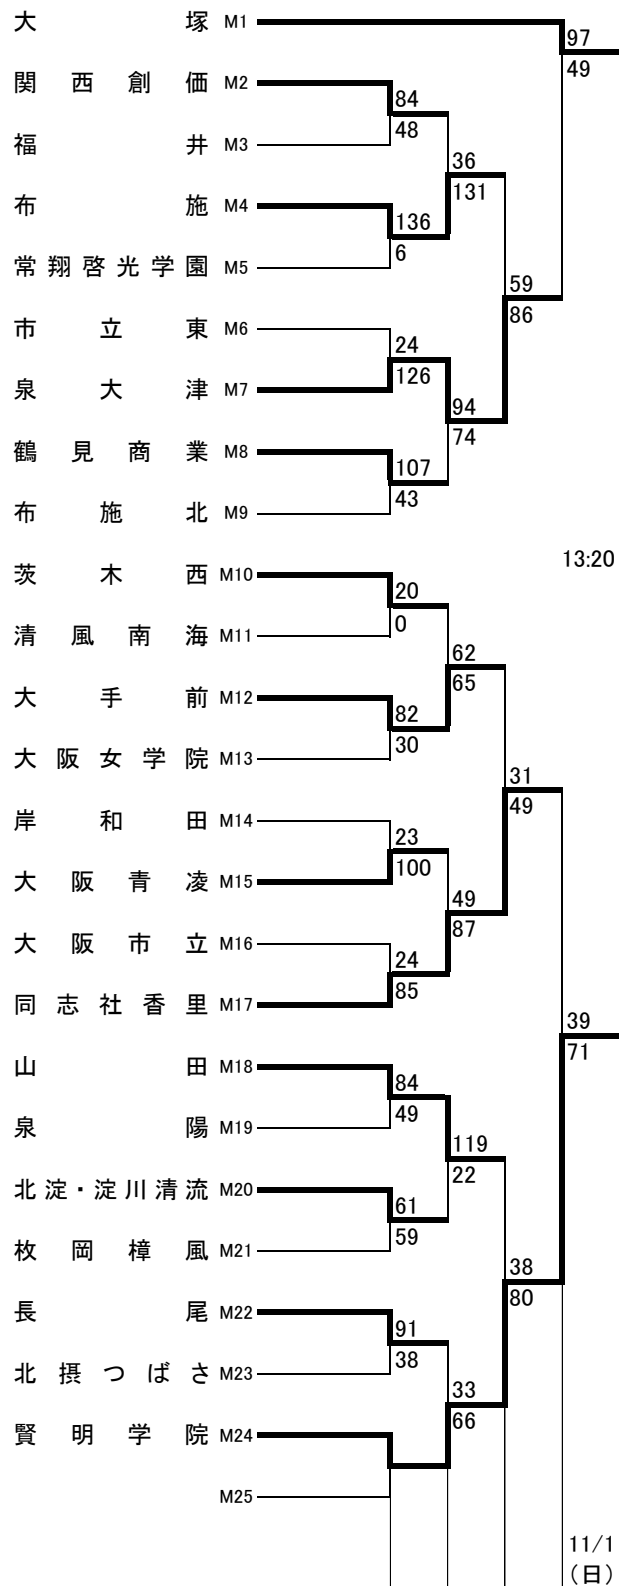 大塚 M1
97
49
関西創価 M2
84
48
福井 M3
36
131
布施 M4
136
6
常翔啓光学園 M5
59
86
市立東 M6
24
126
泉大津 M7
94
74
鶴見商業 M8
107
43
布施北 M9
13:20
茨木西 M10
20
0
清風南海 M11
62
65
大手前 M12
82
30
大阪女学院 M13
31
49
岸和田 M14
23
100
大阪青凌 M15
49
87
大阪市立 M16
24
85
同志社香里 M17
39
71
山田 M18
84
49
泉陽 M19
119
22
北淀・淀川清流 M20
61
59
枚岡樟風 M21
38
80
長尾 M22
91
38
北摂つばさ M23
33
66
賢明学院 M24
M25
11/1
（日）